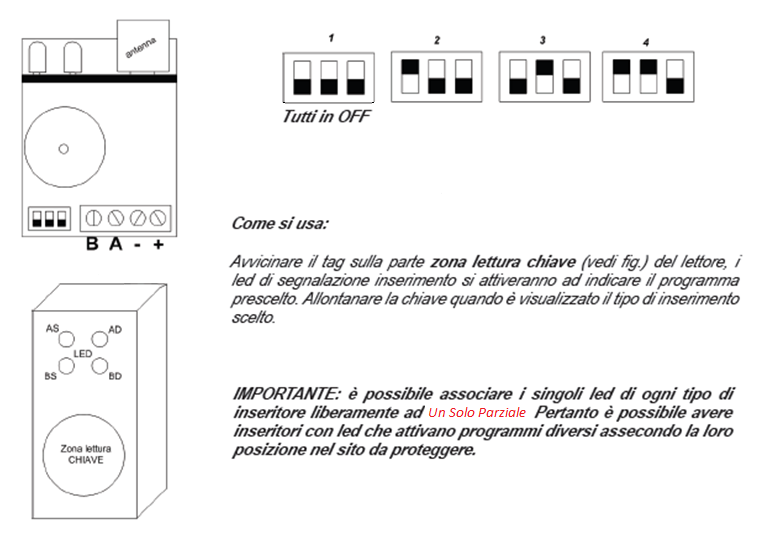 antenna
1 2 3 4
Tutti in OFF
B A - +
Come si usa:
Avvicinare il tag sulla parte zona lettura chiave (vedi fig.) del lettore, i
led di segnalazione inserimento si attiveranno ad indicare il programma
prescelto. Allontanare la chiave quando è visualizzato il tipo di inserimento
scelto.
AS AD
LED
BS BD
Zona lettura
CHIAVE
IMPORTANTE: è possibile associare i singoli led di ogni tipo di
inseritore liberamente ad Un Solo Parziale Pertanto è possibile avere
inseritori con led che attivano programmi diversi assecondo la loro
posizione nel sito da proteggere.